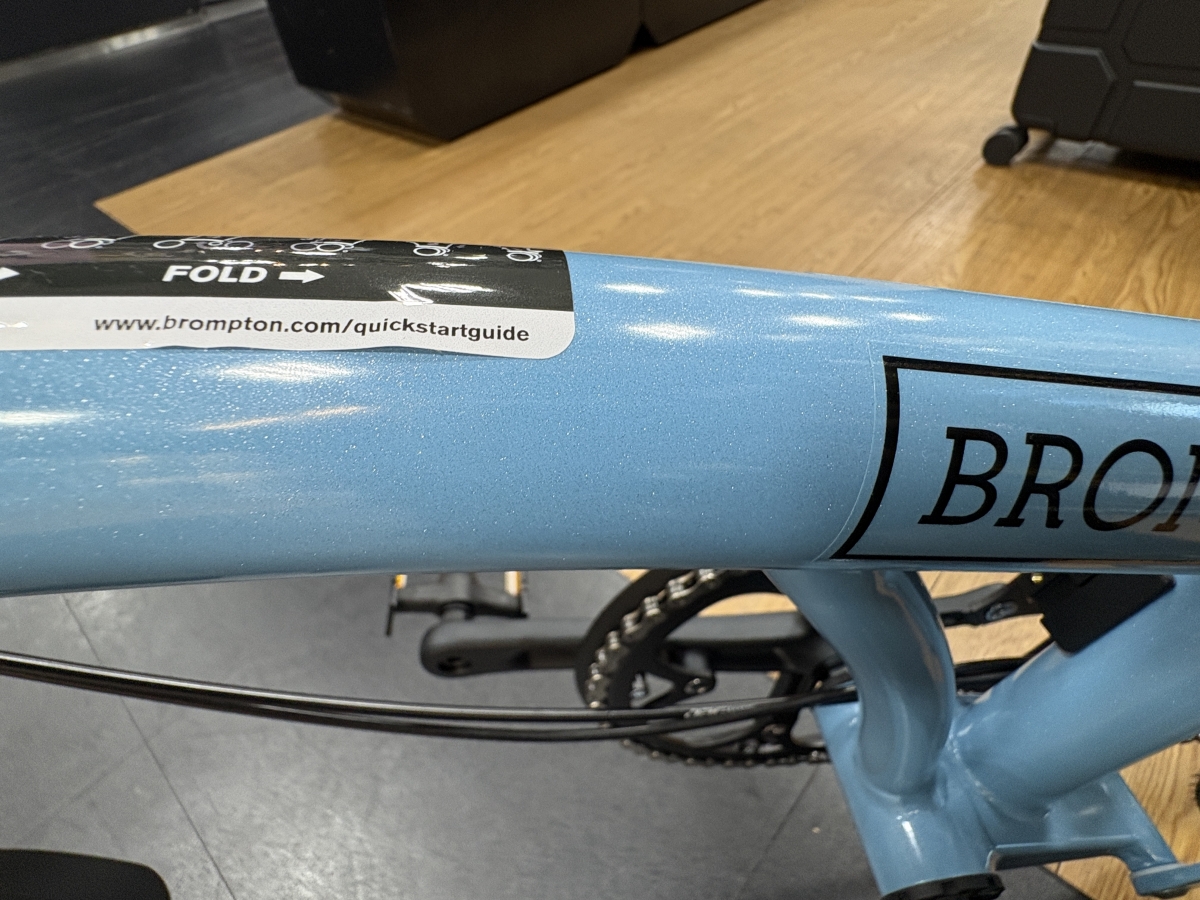 FOLD →
www.brompton.com/quickstartguide
BRO